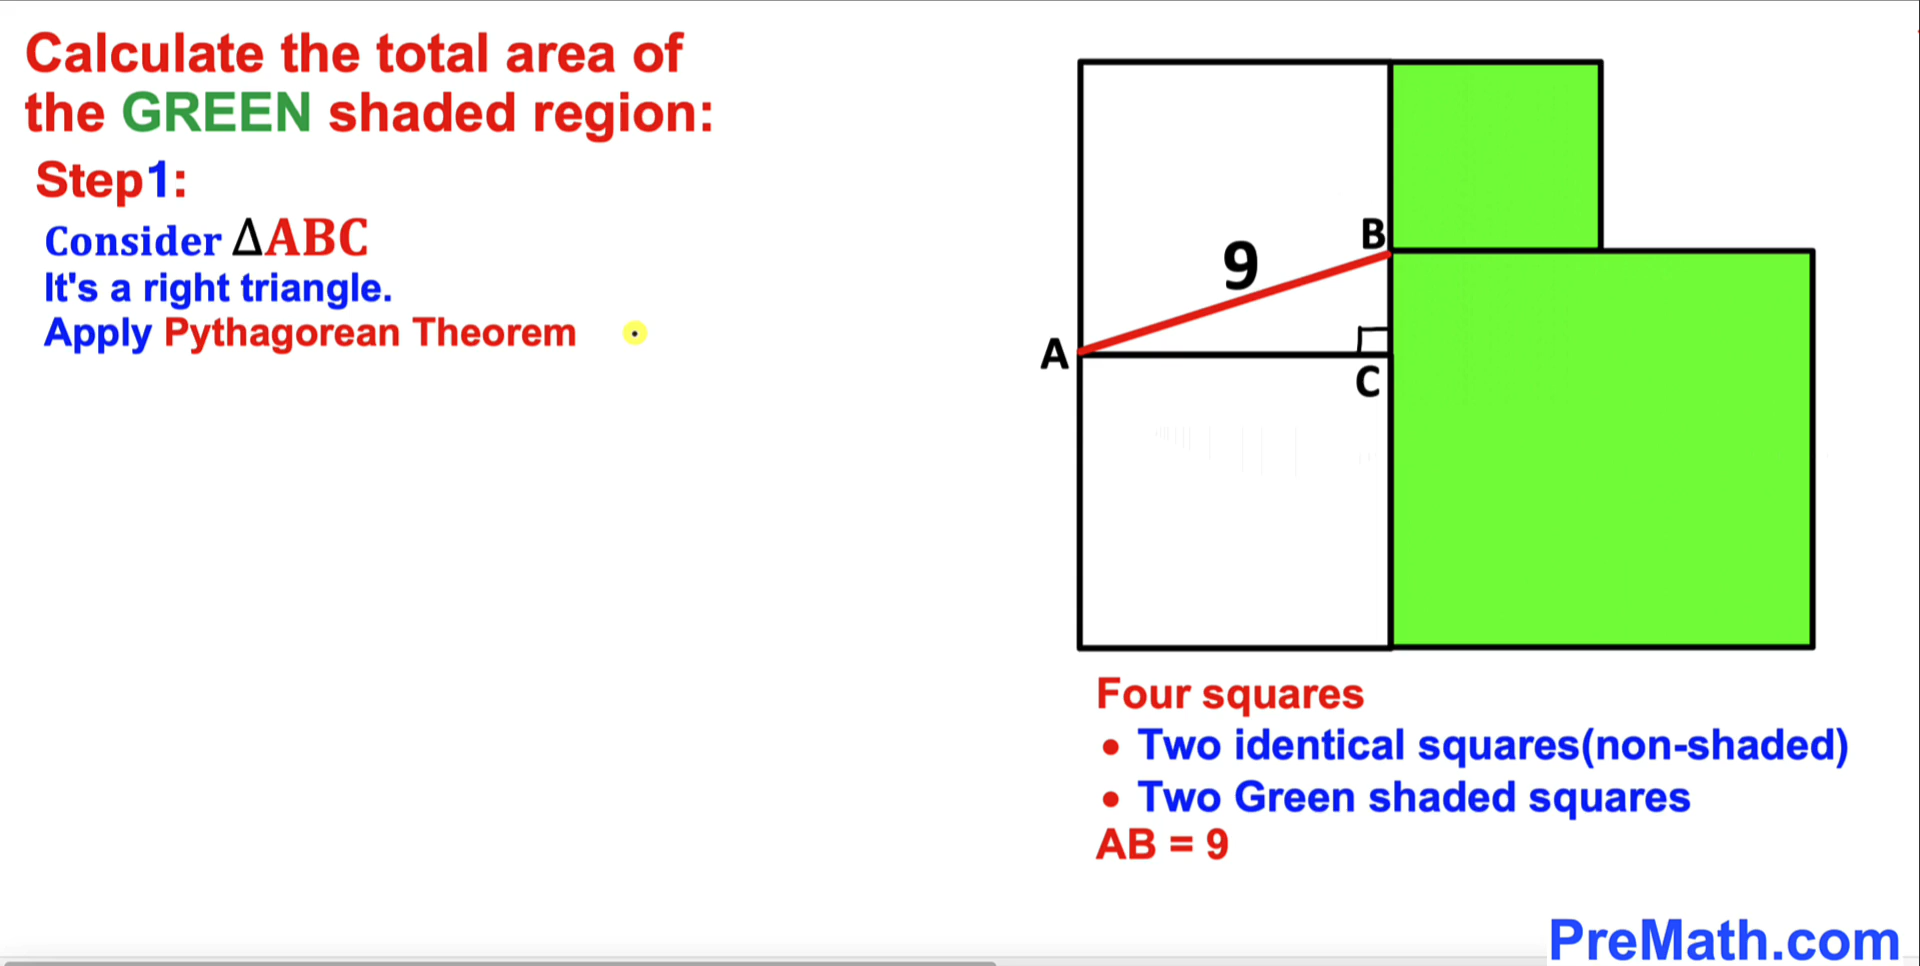 Calculate the total area of
the GREEN shaded region:
Step1:
Consider ΔABC
It's a right triangle.
Apply Pythagorean Theorem
B
9
A
C
Four squares
• Two identical squares(non-shaded)
• Two Green shaded squares
AB = 9
PreMath.com